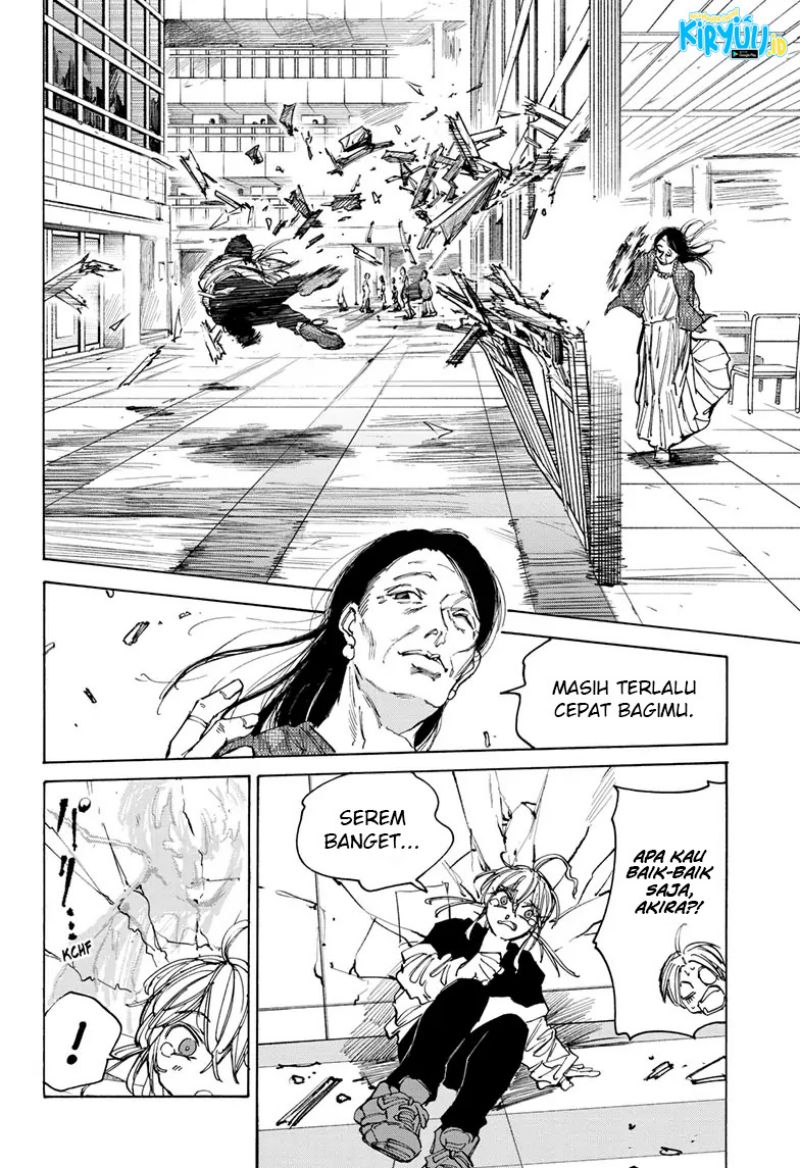 KIRYUU.ID
MASIH TERLALU
CEPAT BAGIMU.
SEREM
BANGET...
APA KAU
BAIK-BAIK
SAJA,
AKIRA?!
KCHF
!